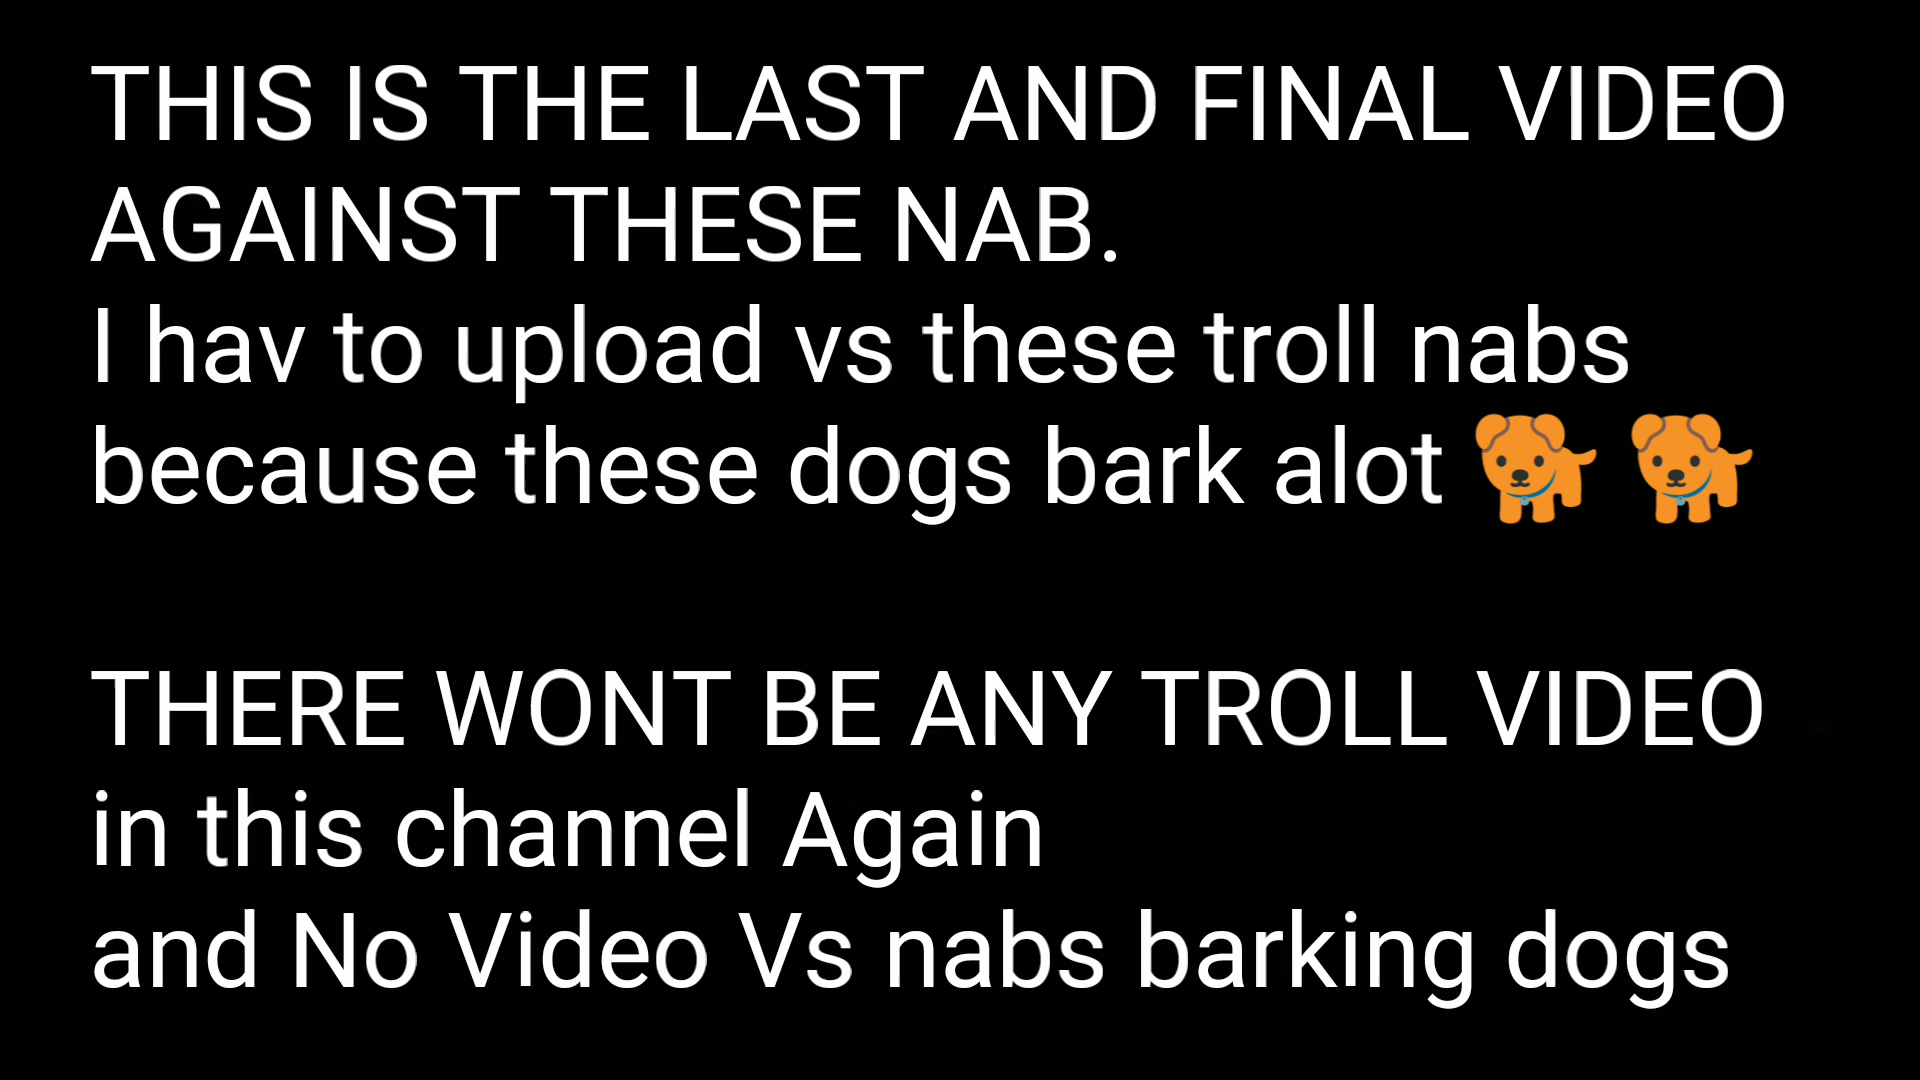 THIS IS THE LAST AND FINAL VIDEO
AGAINST THESE NAB.
I hav to upload vs these troll nabs
because these dogs bark alot 🐕 🐕
THERE WONT BE ANY TROLL VIDEO
in this channel Again
and No Video Vs nabs barking dogs